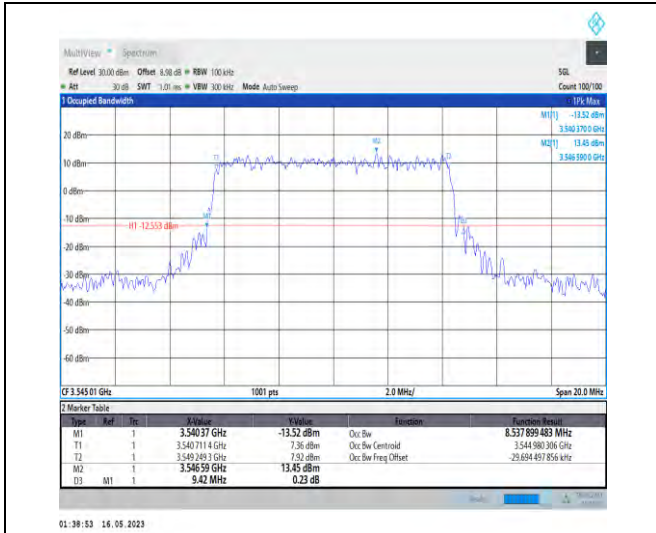 MultiView Spectrum
Ref Level 30.00 dBm Offset 8.98 dB RBW 100 kHz SGL
Att 30 dB SWT 1.01 ms VBW 300 kHz Mode Auto Sweep Count 100/100
1 Occupied Bandwidth 1Pk Max
M1[1] -13.52 dBm
3.540 370 0 GHz
M2[1] 13.45 dBm
3.546 590 0 GHz
20 dBm
M2
T1 T2
10 dBm
0 dBm
M1
-10 dBm
H1 -12.553 dBm
-30 dBm
-40 dBm
-50 dBm
-60 dBm
CF 3.545 01 GHz 1001 pts 2.0 MHz/ Span 20.0 MHz
2 Marker Table
Type Ref Trc X-Value Y-Value Function Function Result
M1 1 3.540 37 GHz -13.52 dBm Occ Bw 8.537 899 483 MHz
T1 1 3.540 711 4 GHz 7.36 dBm Occ Bw Centroid 3.544 980 306 GHz
T2 1 3.549 249 3 GHz 7.92 dBm Occ Bw Freq Offset -29.694 497 856 kHz
M2 1 3.546 59 GHz 13.45 dBm
D3 M1 1 9.42 MHz 0.23 dB
01:38:53 16.05.2023